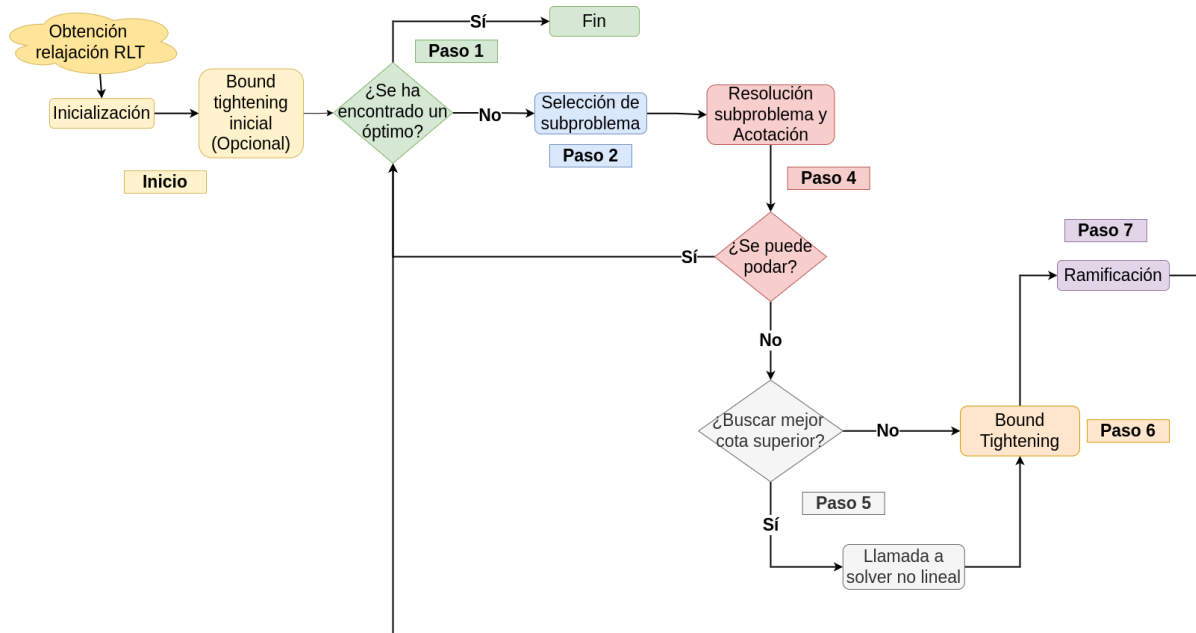 Obtención
relajación RLT
Inicialización
Bound
tightening
inicial
(Opcional)
Inicio
Sí
Fin
Paso 1
¿Se ha
encontrado un
óptimo?
No
Selección de
subproblema
Paso 2
Resolución
subproblema y
Acotación
Paso 4
¿Se puede
podar?
Sí
No
Paso 7
Ramificación
¿Buscar mejor
cota superior?
No
Bound
Tightening
Paso 6
Paso 5
Sí
Llamada a
solver no lineal